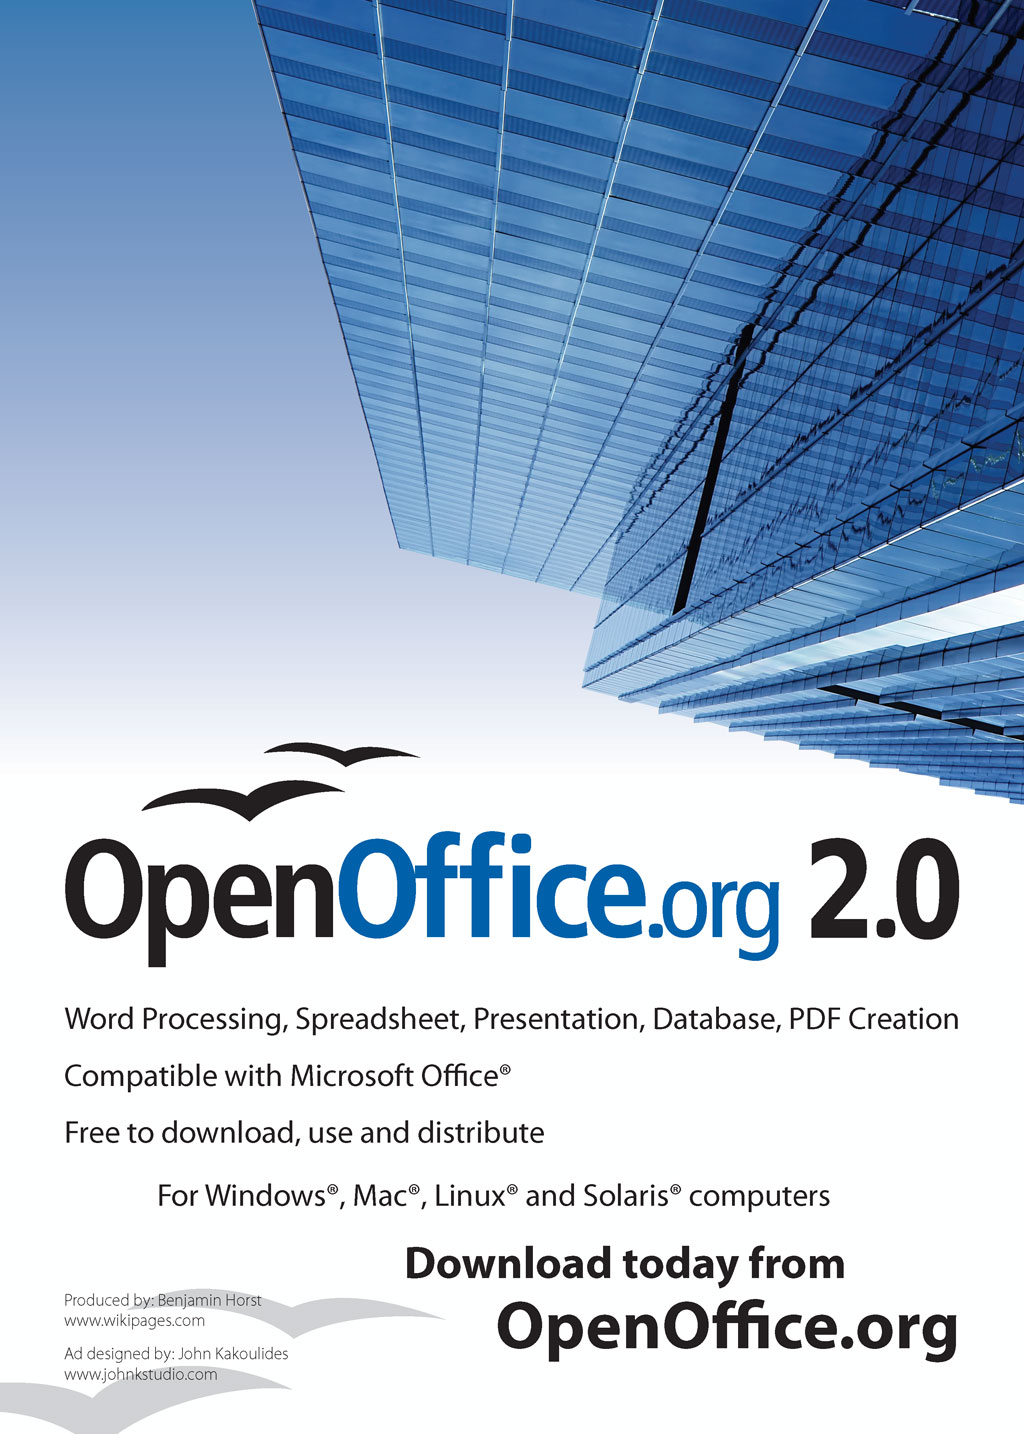 OpenOffice.org 2.0
Word Processing, Spreadsheet, Presentation, Database, PDF Creation
Compatible with Microsoft Office®
Free to download, use and distribute
For Windows®, Mac®, Linux® and Solaris® computers
Download today from
OpenOffice.org
Produced by: Benjamin Horst
www.wikipages.com
Ad designed by: John Kakoulides
www.johnkstudio.com